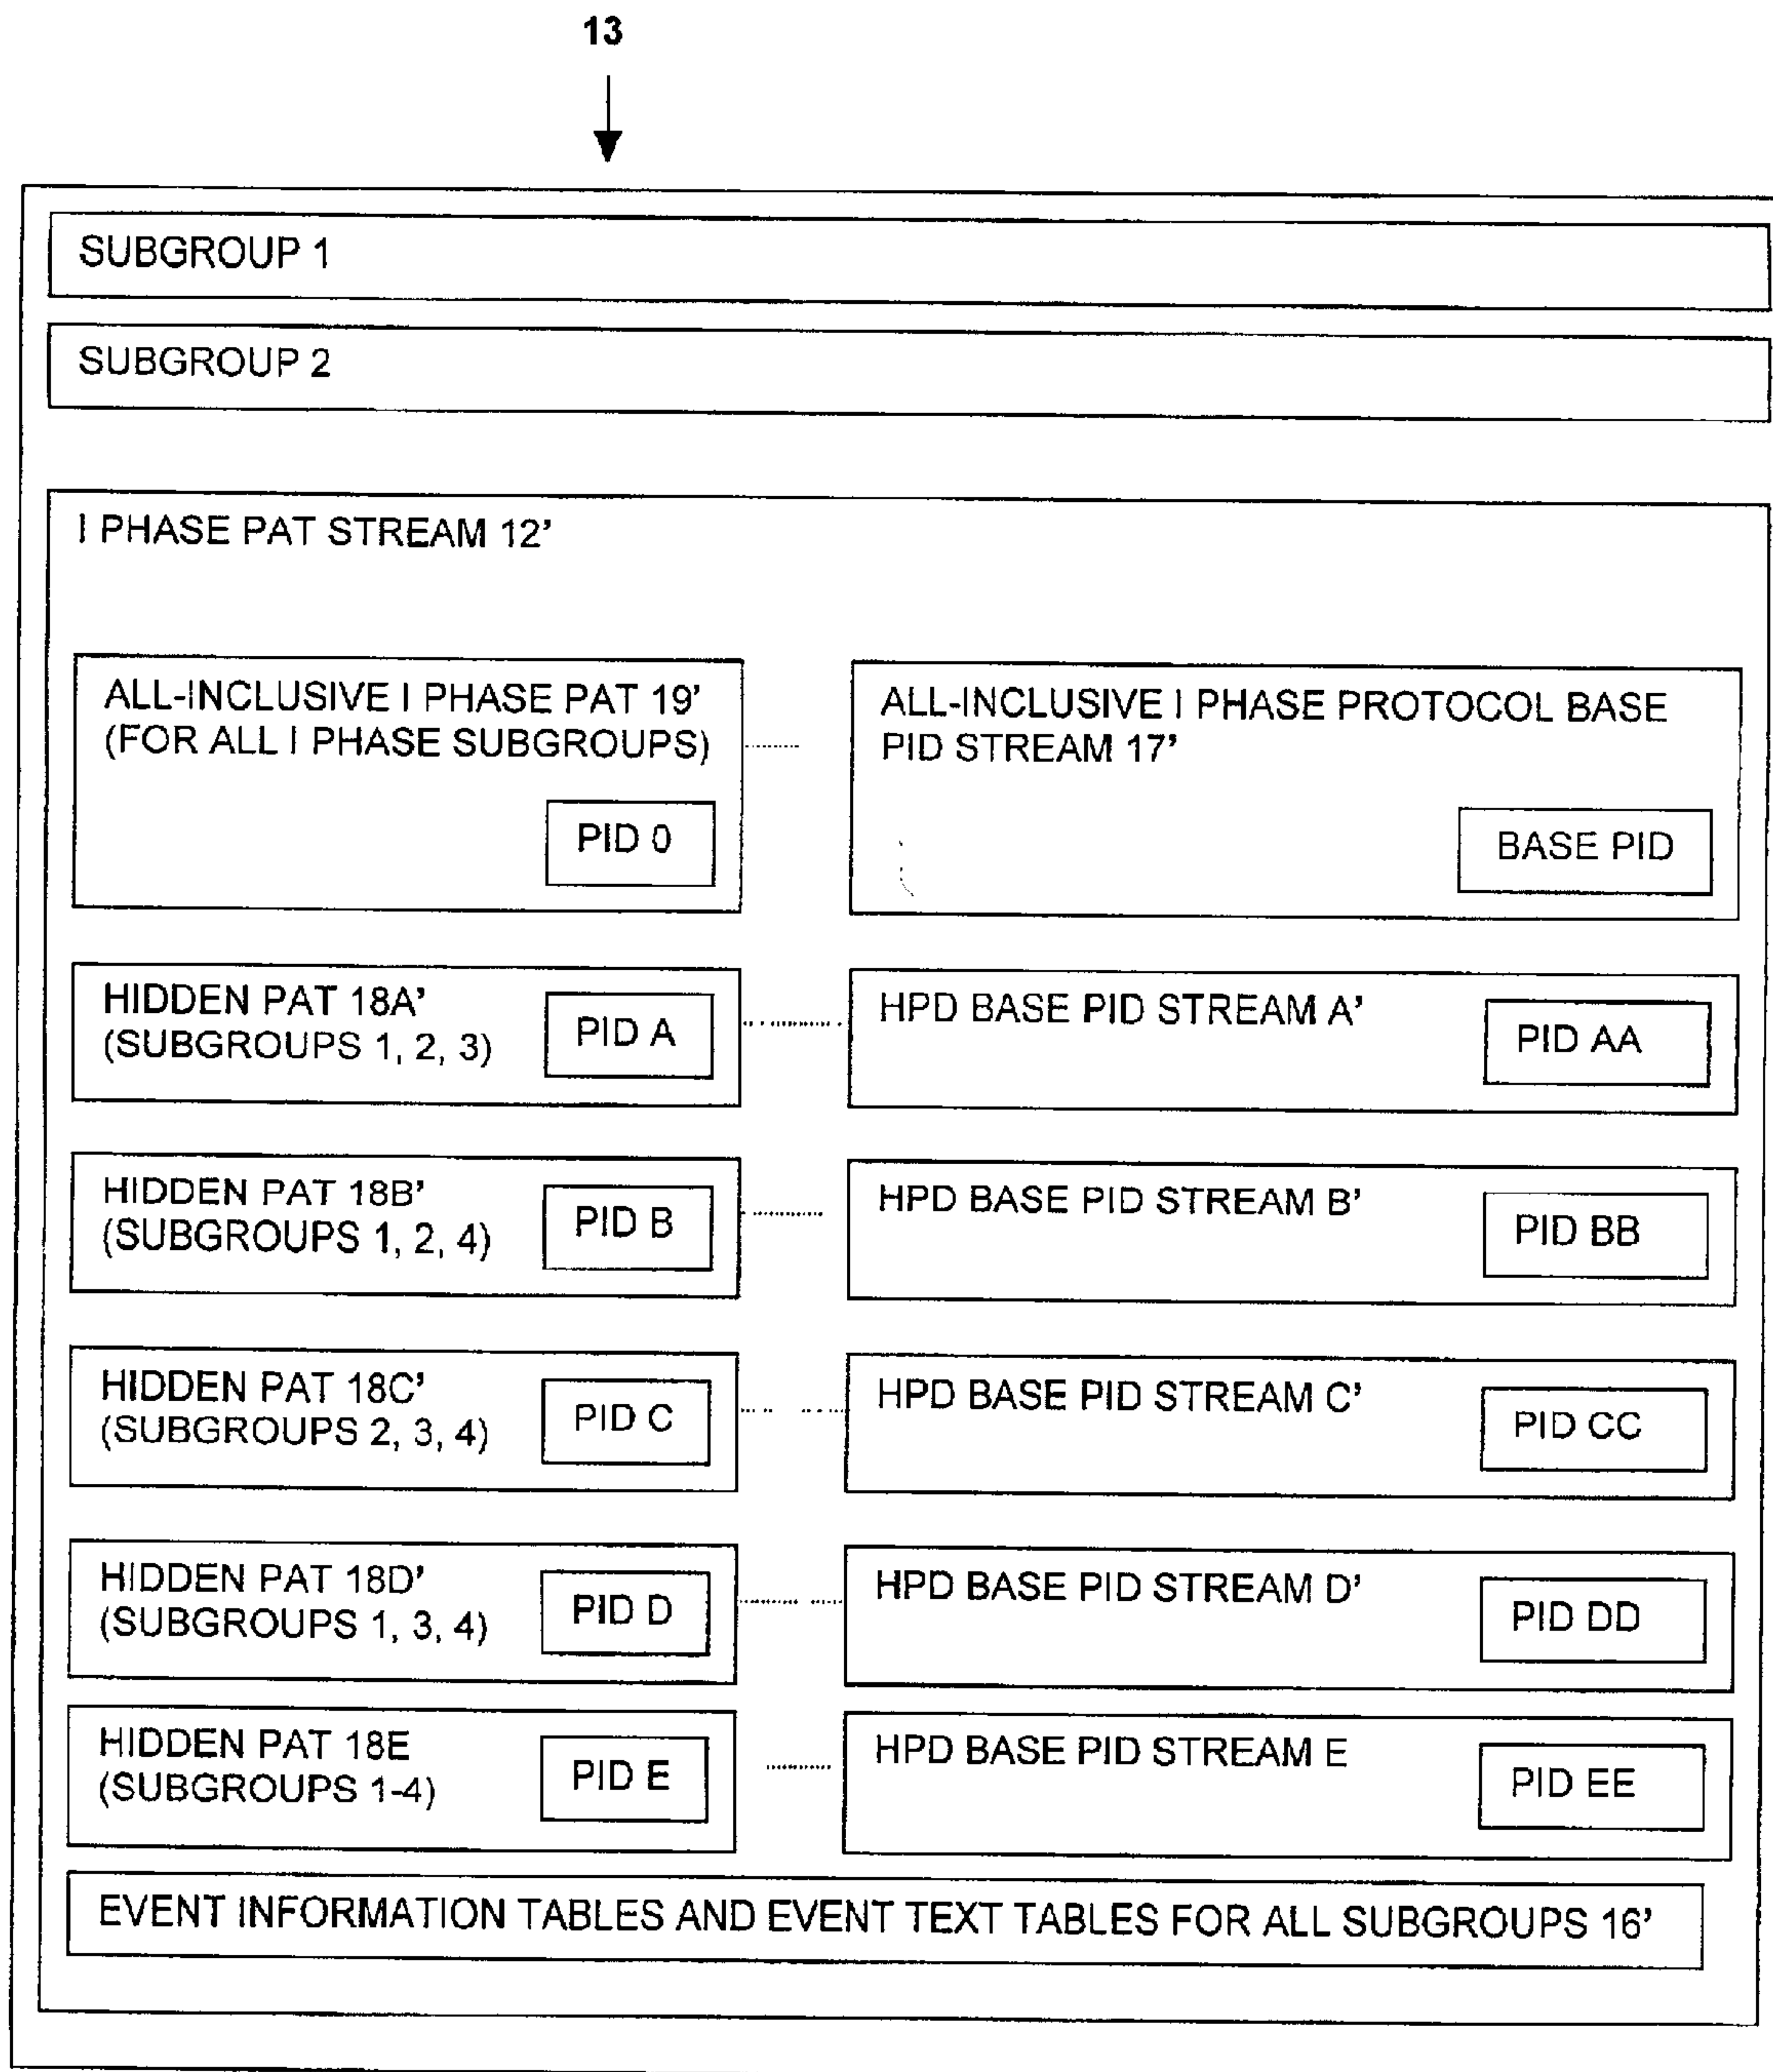 13
SUBGROUP 1
SUBGROUP 2
I PHASE PAT STREAM 12’
ALL-INCLUSIVE I PHASE PAT 19’
(FOR ALL I PHASE SUBGROUPS)
PID 0
ALL-INCLUSIVE I PHASE PROTOCOL BASE
PID STREAM 17’
BASE PID
HIDDEN PAT 18A’
(SUBGROUPS 1, 2, 3)
PID A
HPD BASE PID STREAM A’
PID AA
HIDDEN PAT 18B’
(SUBGROUPS 1, 2, 4)
PID B
HPD BASE PID STREAM B’
PID BB
HIDDEN PAT 18C’
(SUBGROUPS 2, 3, 4)
PID C
HPD BASE PID STREAM C’
PID CC
HIDDEN PAT 18D’
(SUBGROUPS 1, 3, 4)
PID D
HPD BASE PID STREAM D’
PID DD
HIDDEN PAT 18E
(SUBGROUPS 1-4)
PID E
HPD BASE PID STREAM E
PID EE
EVENT INFORMATION TABLES AND EVENT TEXT TABLES FOR ALL SUBGROUPS 16’